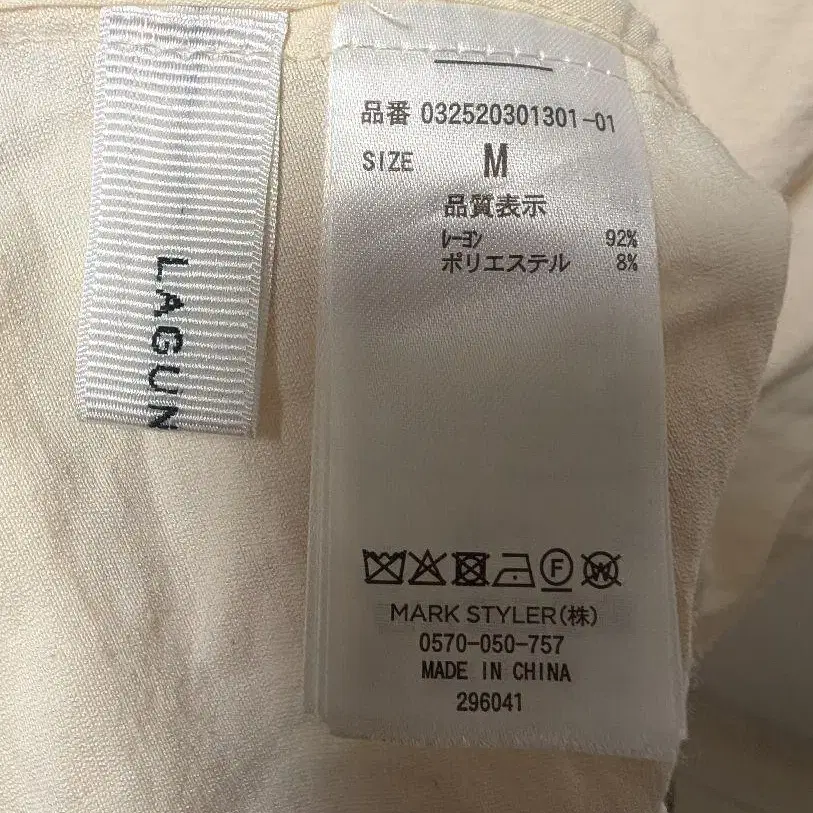 LAGUN
品番 032520301301-01
SIZE M
品質表示
レーヨン 92%
ポリエステル 8%
F W
MARK STYLER(株)
0570-050-757
MADE IN CHINA
296041